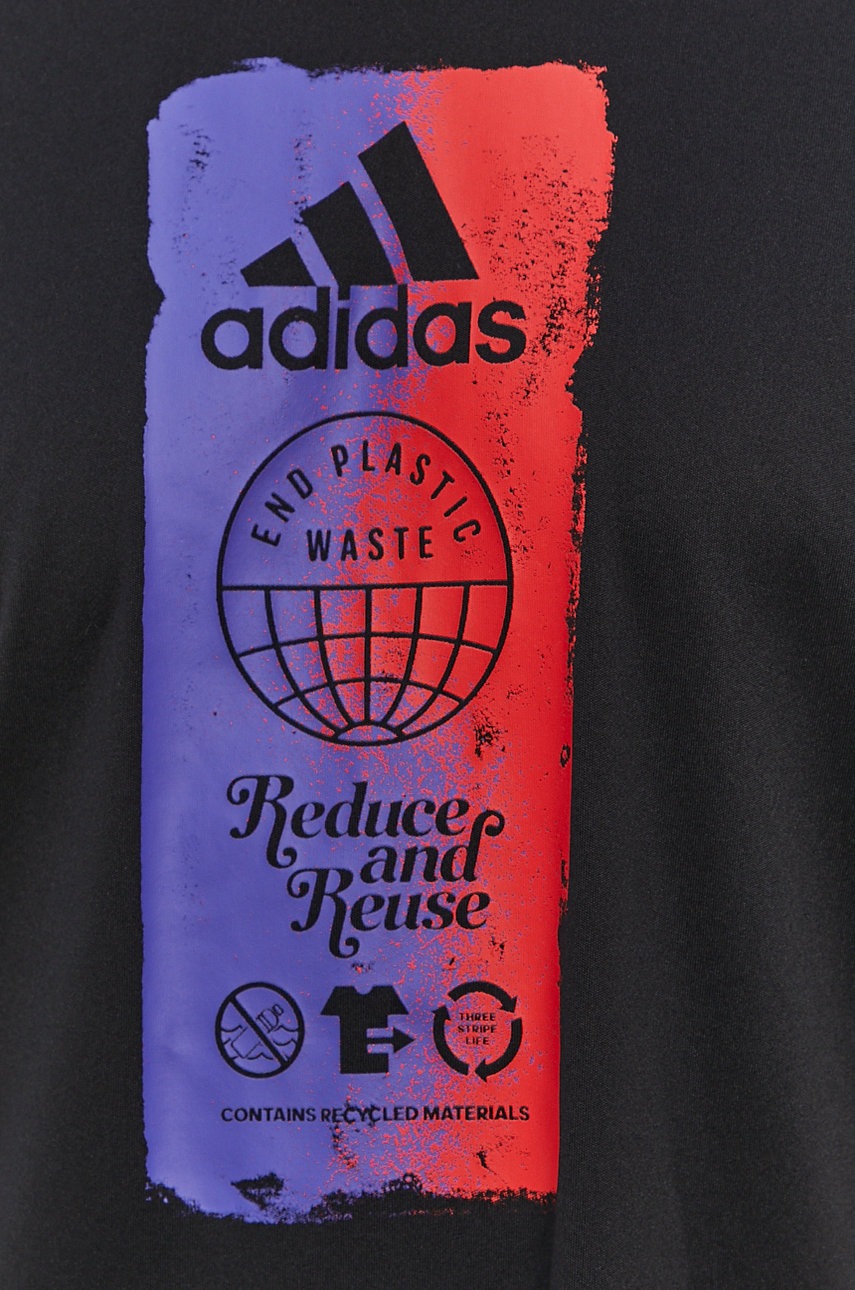 adidas
END PLASTIC
WASTE
Reduce
and
Reuse
THREE
STRIPE
LIFE
CONTAINS RECYCLED MATERIALS